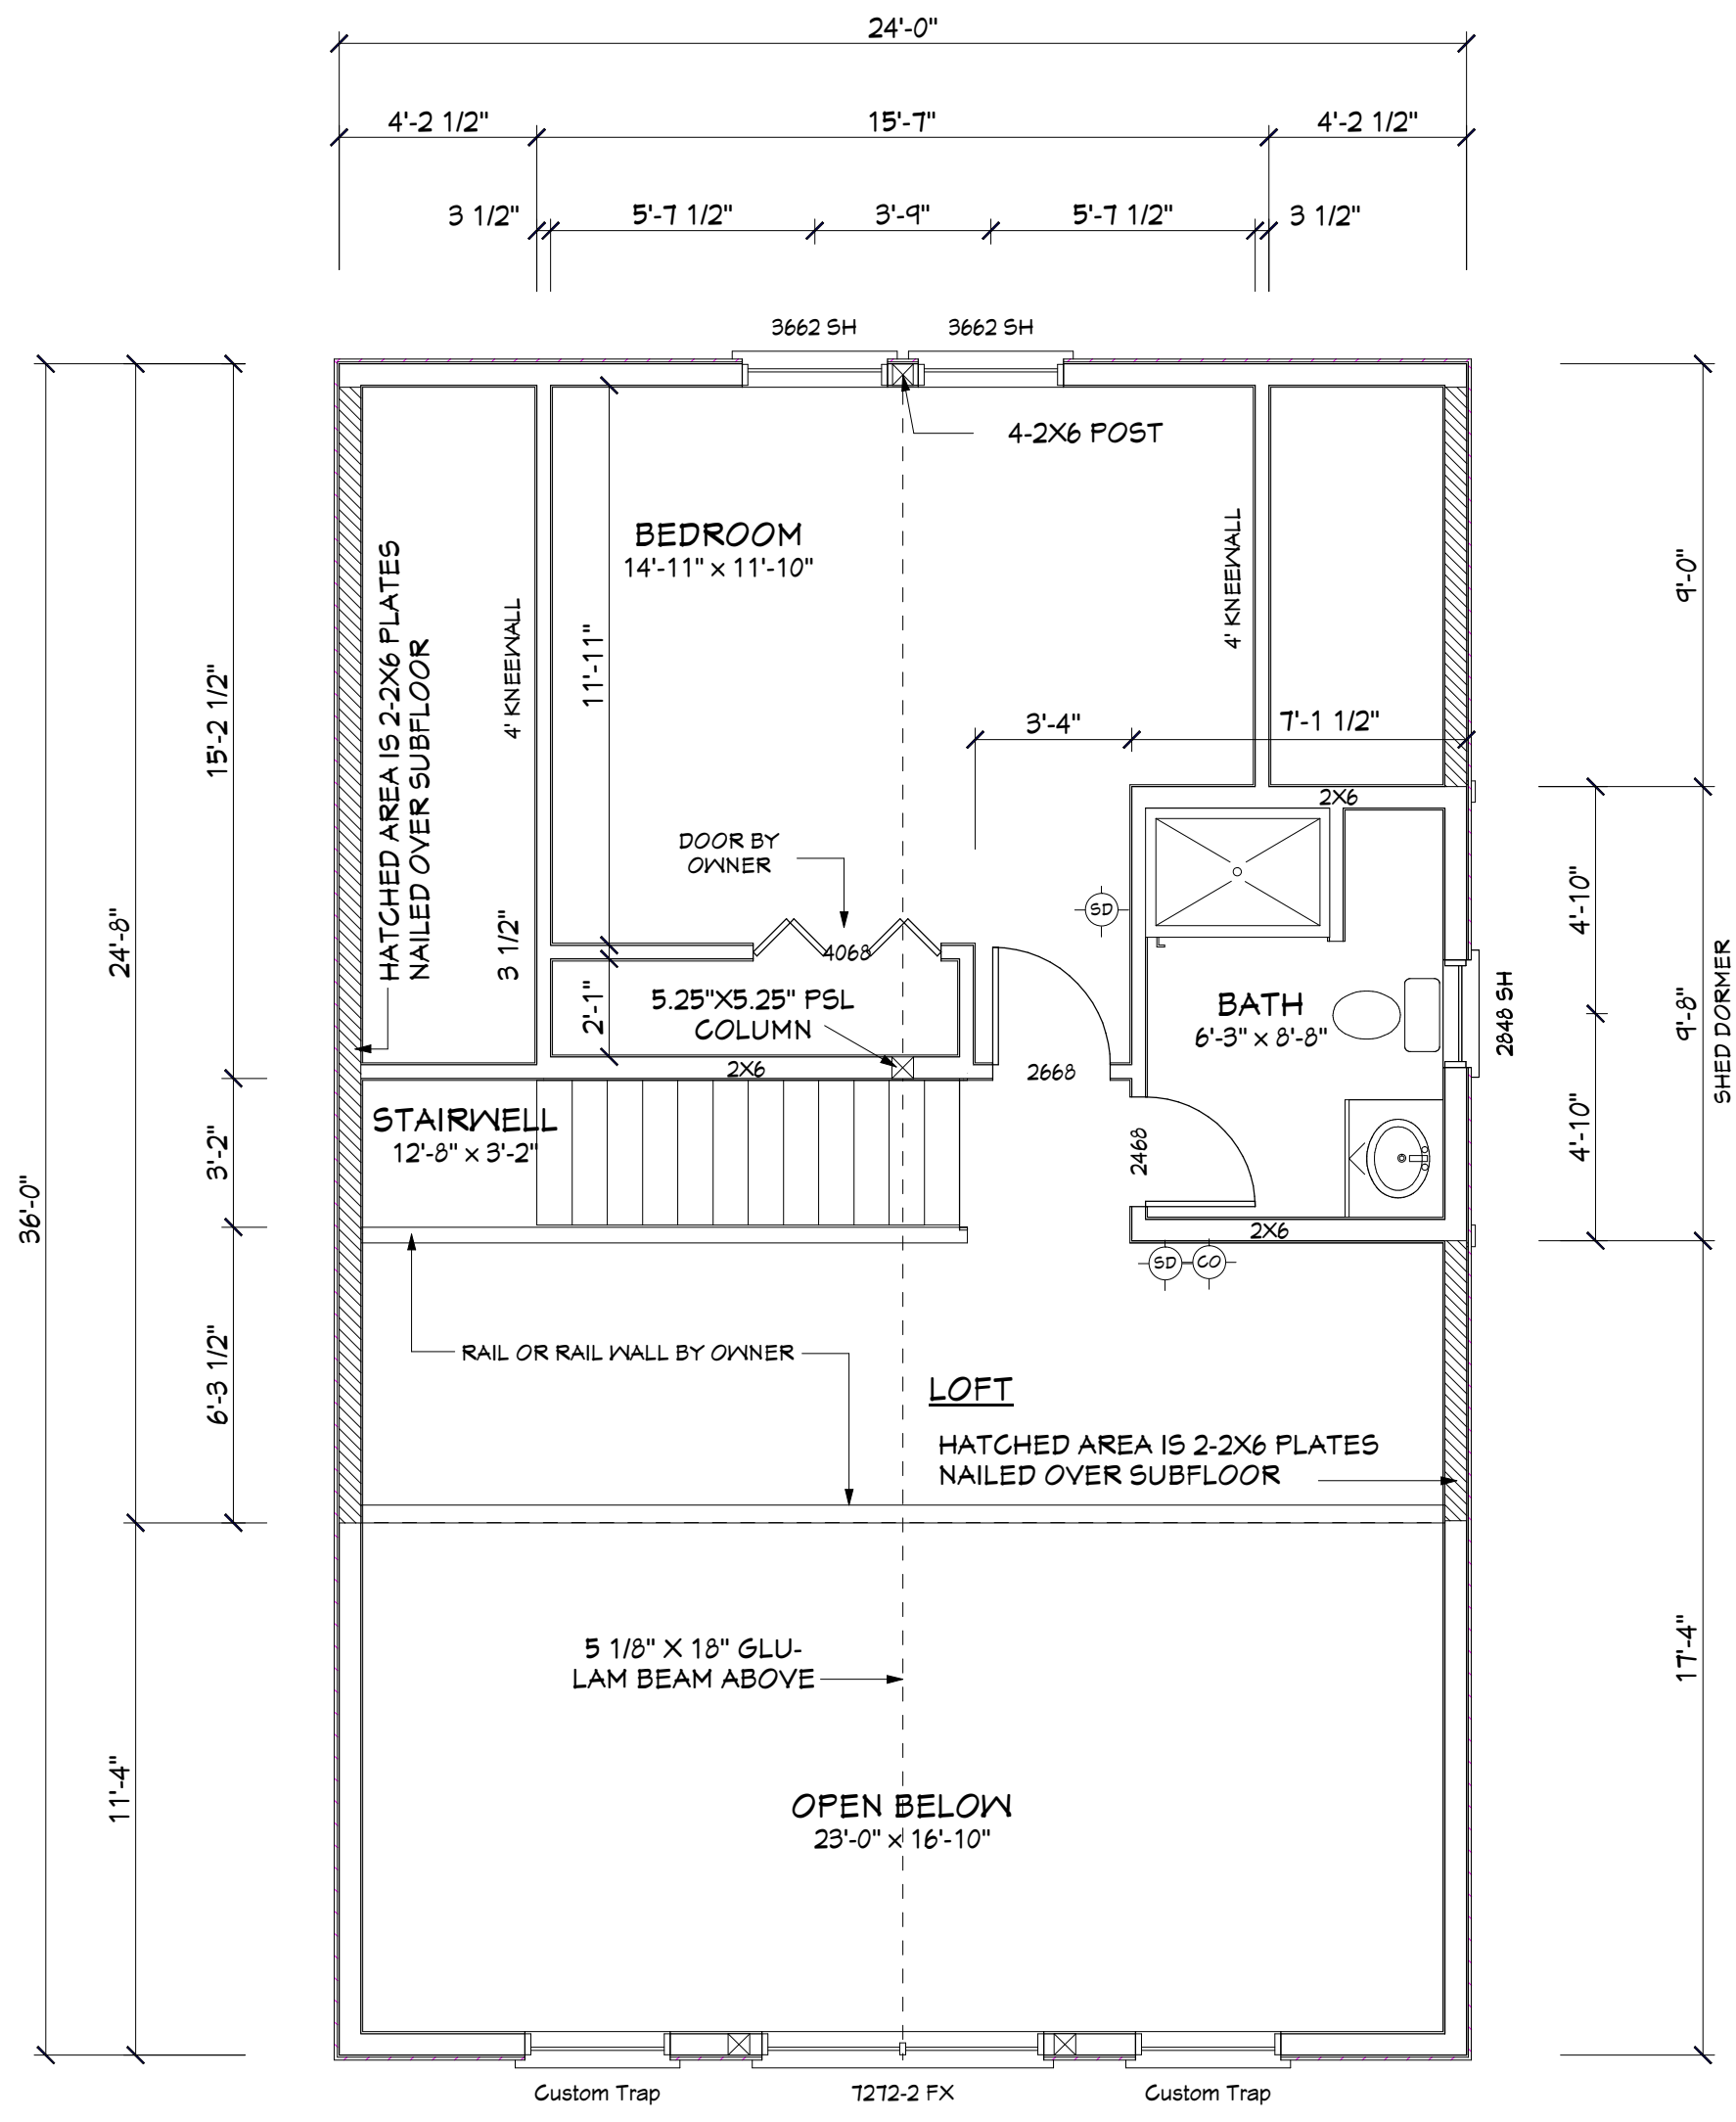 24'-0"
4'-2 1/2" 15'-7" 4'-2 1/2"
3 1/2" 5'-7 1/2" 3'-9" 5'-7 1/2" 3 1/2"
3662 SH 3662 SH
4-2X6 POST
BEDROOM
14'-11" x 11'-10"
HATCHED AREA IS 2-2X6 PLATES
NAILED OVER SUBFLOOR
4' KNEEWALL
4' KNEEWALL
11'-11"
9'-0"
15'-2 1/2"
3'-4" 7'-1 1/2"
2X6
DOOR BY
OWNER
SD
4068
3 1/2"
24'-8"
4'-10"
2'-1"
5.25"X5.25" PSL
COLUMN
BATH
6'-3" x 8'-8"
2848 SH
9'-8"
SHED DORMER
2X6
2668
STAIRWELL
12'-8" x 3'-2"
3'-2"
2468
4'-10"
36'-0"
2X6
SD CO
6'-3 1/2"
RAIL OR RAIL WALL BY OWNER
LOFT
HATCHED AREA IS 2-2X6 PLATES
NAILED OVER SUBFLOOR
5 1/8" X 18" GLU-
LAM BEAM ABOVE
17'-4"
11'-4"
OPEN BELOW
23'-0" x 16'-10"
Custom Trap 7272-2 FX Custom Trap